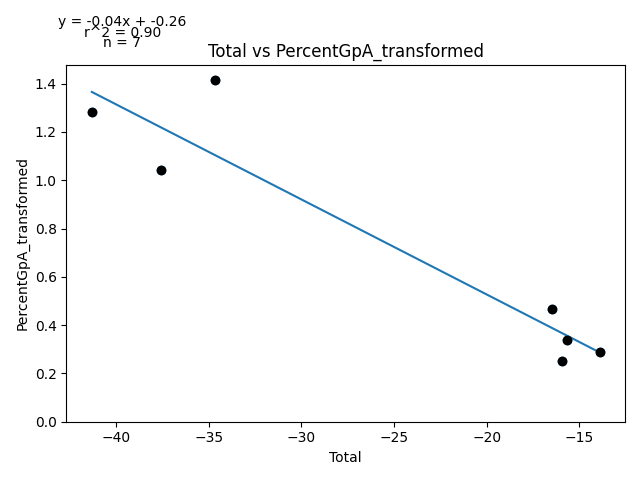 y = -0.04x + -0.26
r^2 = 0.90
n = 7
Total vs PercentGpA_transformed
1.4
1.2
1.0
0.8
0.6
0.4
0.2
0.0
PercentGpA_transformed
−40
−35
−30
−25
−20
−15
Total